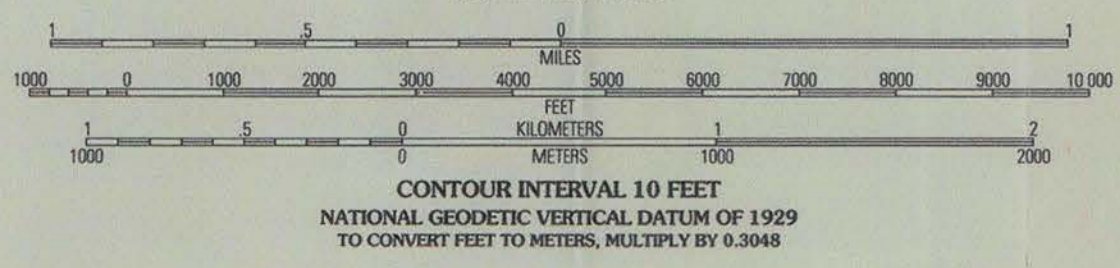 1 .5 0 1
MILES
1000 0 1000 2000 3000 4000 5000 6000 7000 8000 9000 10 000
FEET
1 .5 0 KILOMETERS 1 2
1000 0 METERS 1000 2000
CONTOUR INTERVAL 10 FEET
NATIONAL GEODETIC VERTICAL DATUM OF 1929
TO CONVERT FEET TO METERS, MULTIPLY BY 0.3048